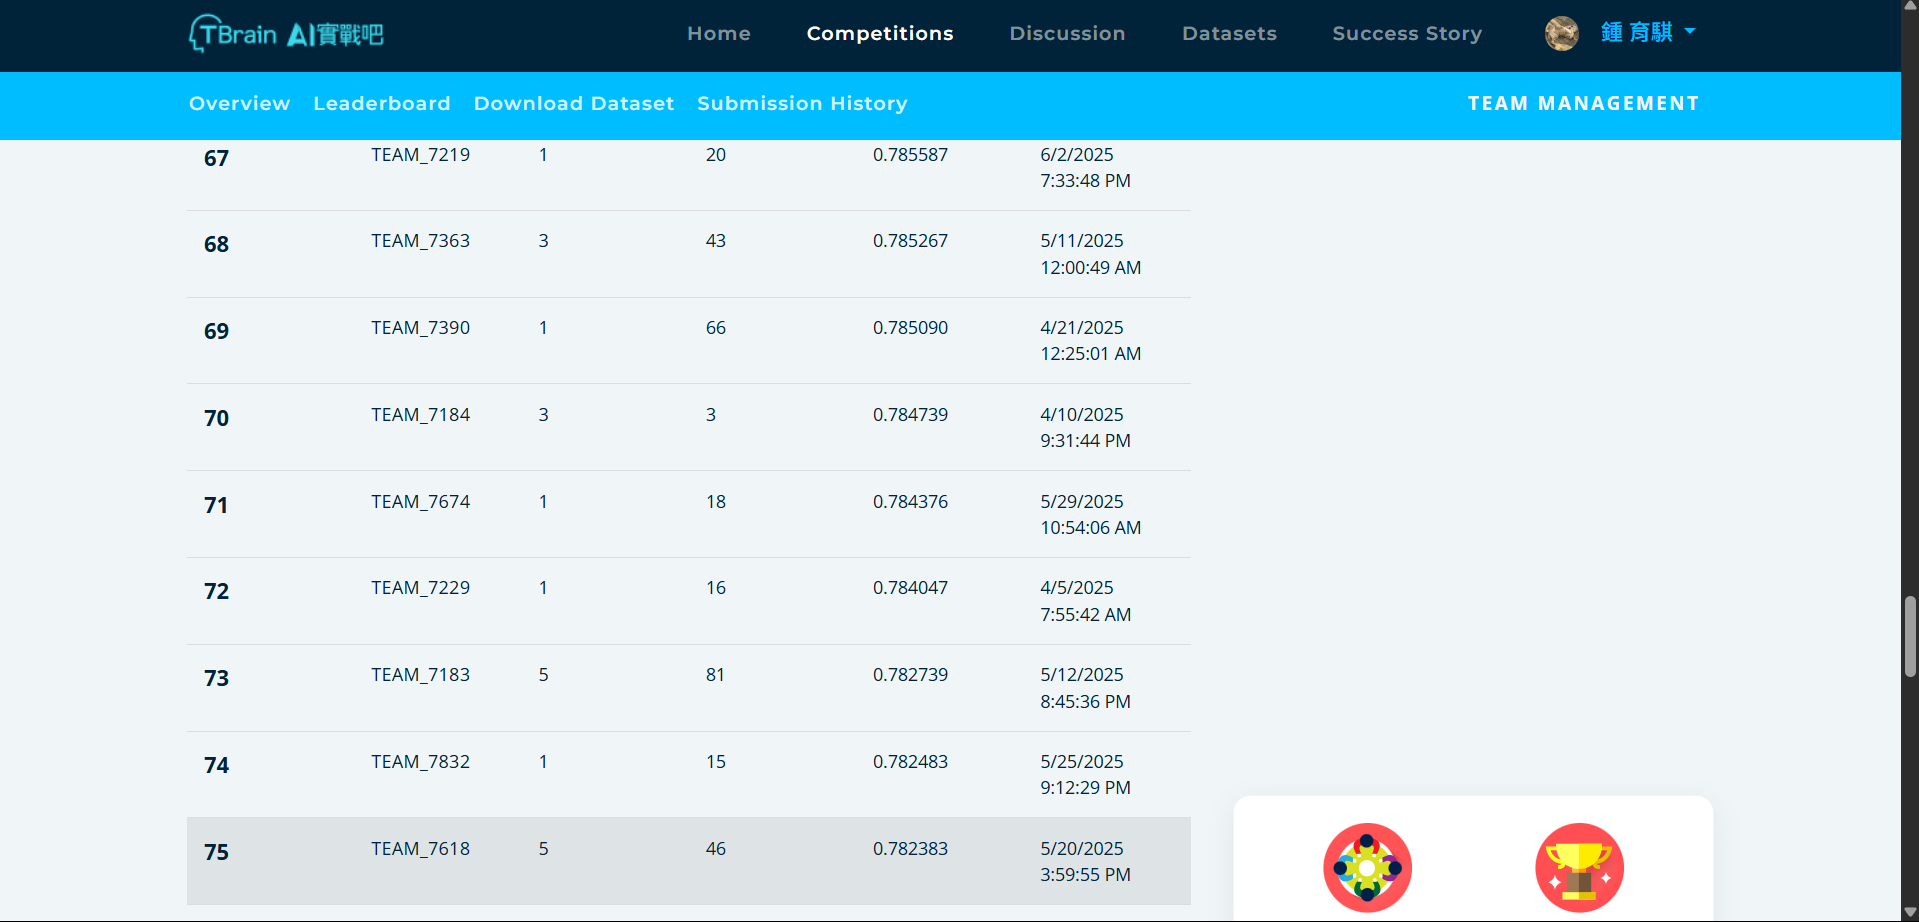 TBrain AI實戰吧 Home Competitions Discussion Datasets Success Story 鍾 育騏
Overview Leaderboard Download Dataset Submission History TEAM MANAGEMENT
67 TEAM_7219 1 20 0.785587 6/2/2025
7:33:48 PM
68 TEAM_7363 3 43 0.785267 5/11/2025
12:00:49 AM
69 TEAM_7390 1 66 0.785090 4/21/2025
12:25:01 AM
70 TEAM_7184 3 3 0.784739 4/10/2025
9:31:44 PM
71 TEAM_7674 1 18 0.784376 5/29/2025
10:54:06 AM
72 TEAM_7229 1 16 0.784047 4/5/2025
7:55:42 AM
73 TEAM_7183 5 81 0.782739 5/12/2025
8:45:36 PM
74 TEAM_7832 1 15 0.782483 5/25/2025
9:12:29 PM
75 TEAM_7618 5 46 0.782383 5/20/2025
3:59:55 PM